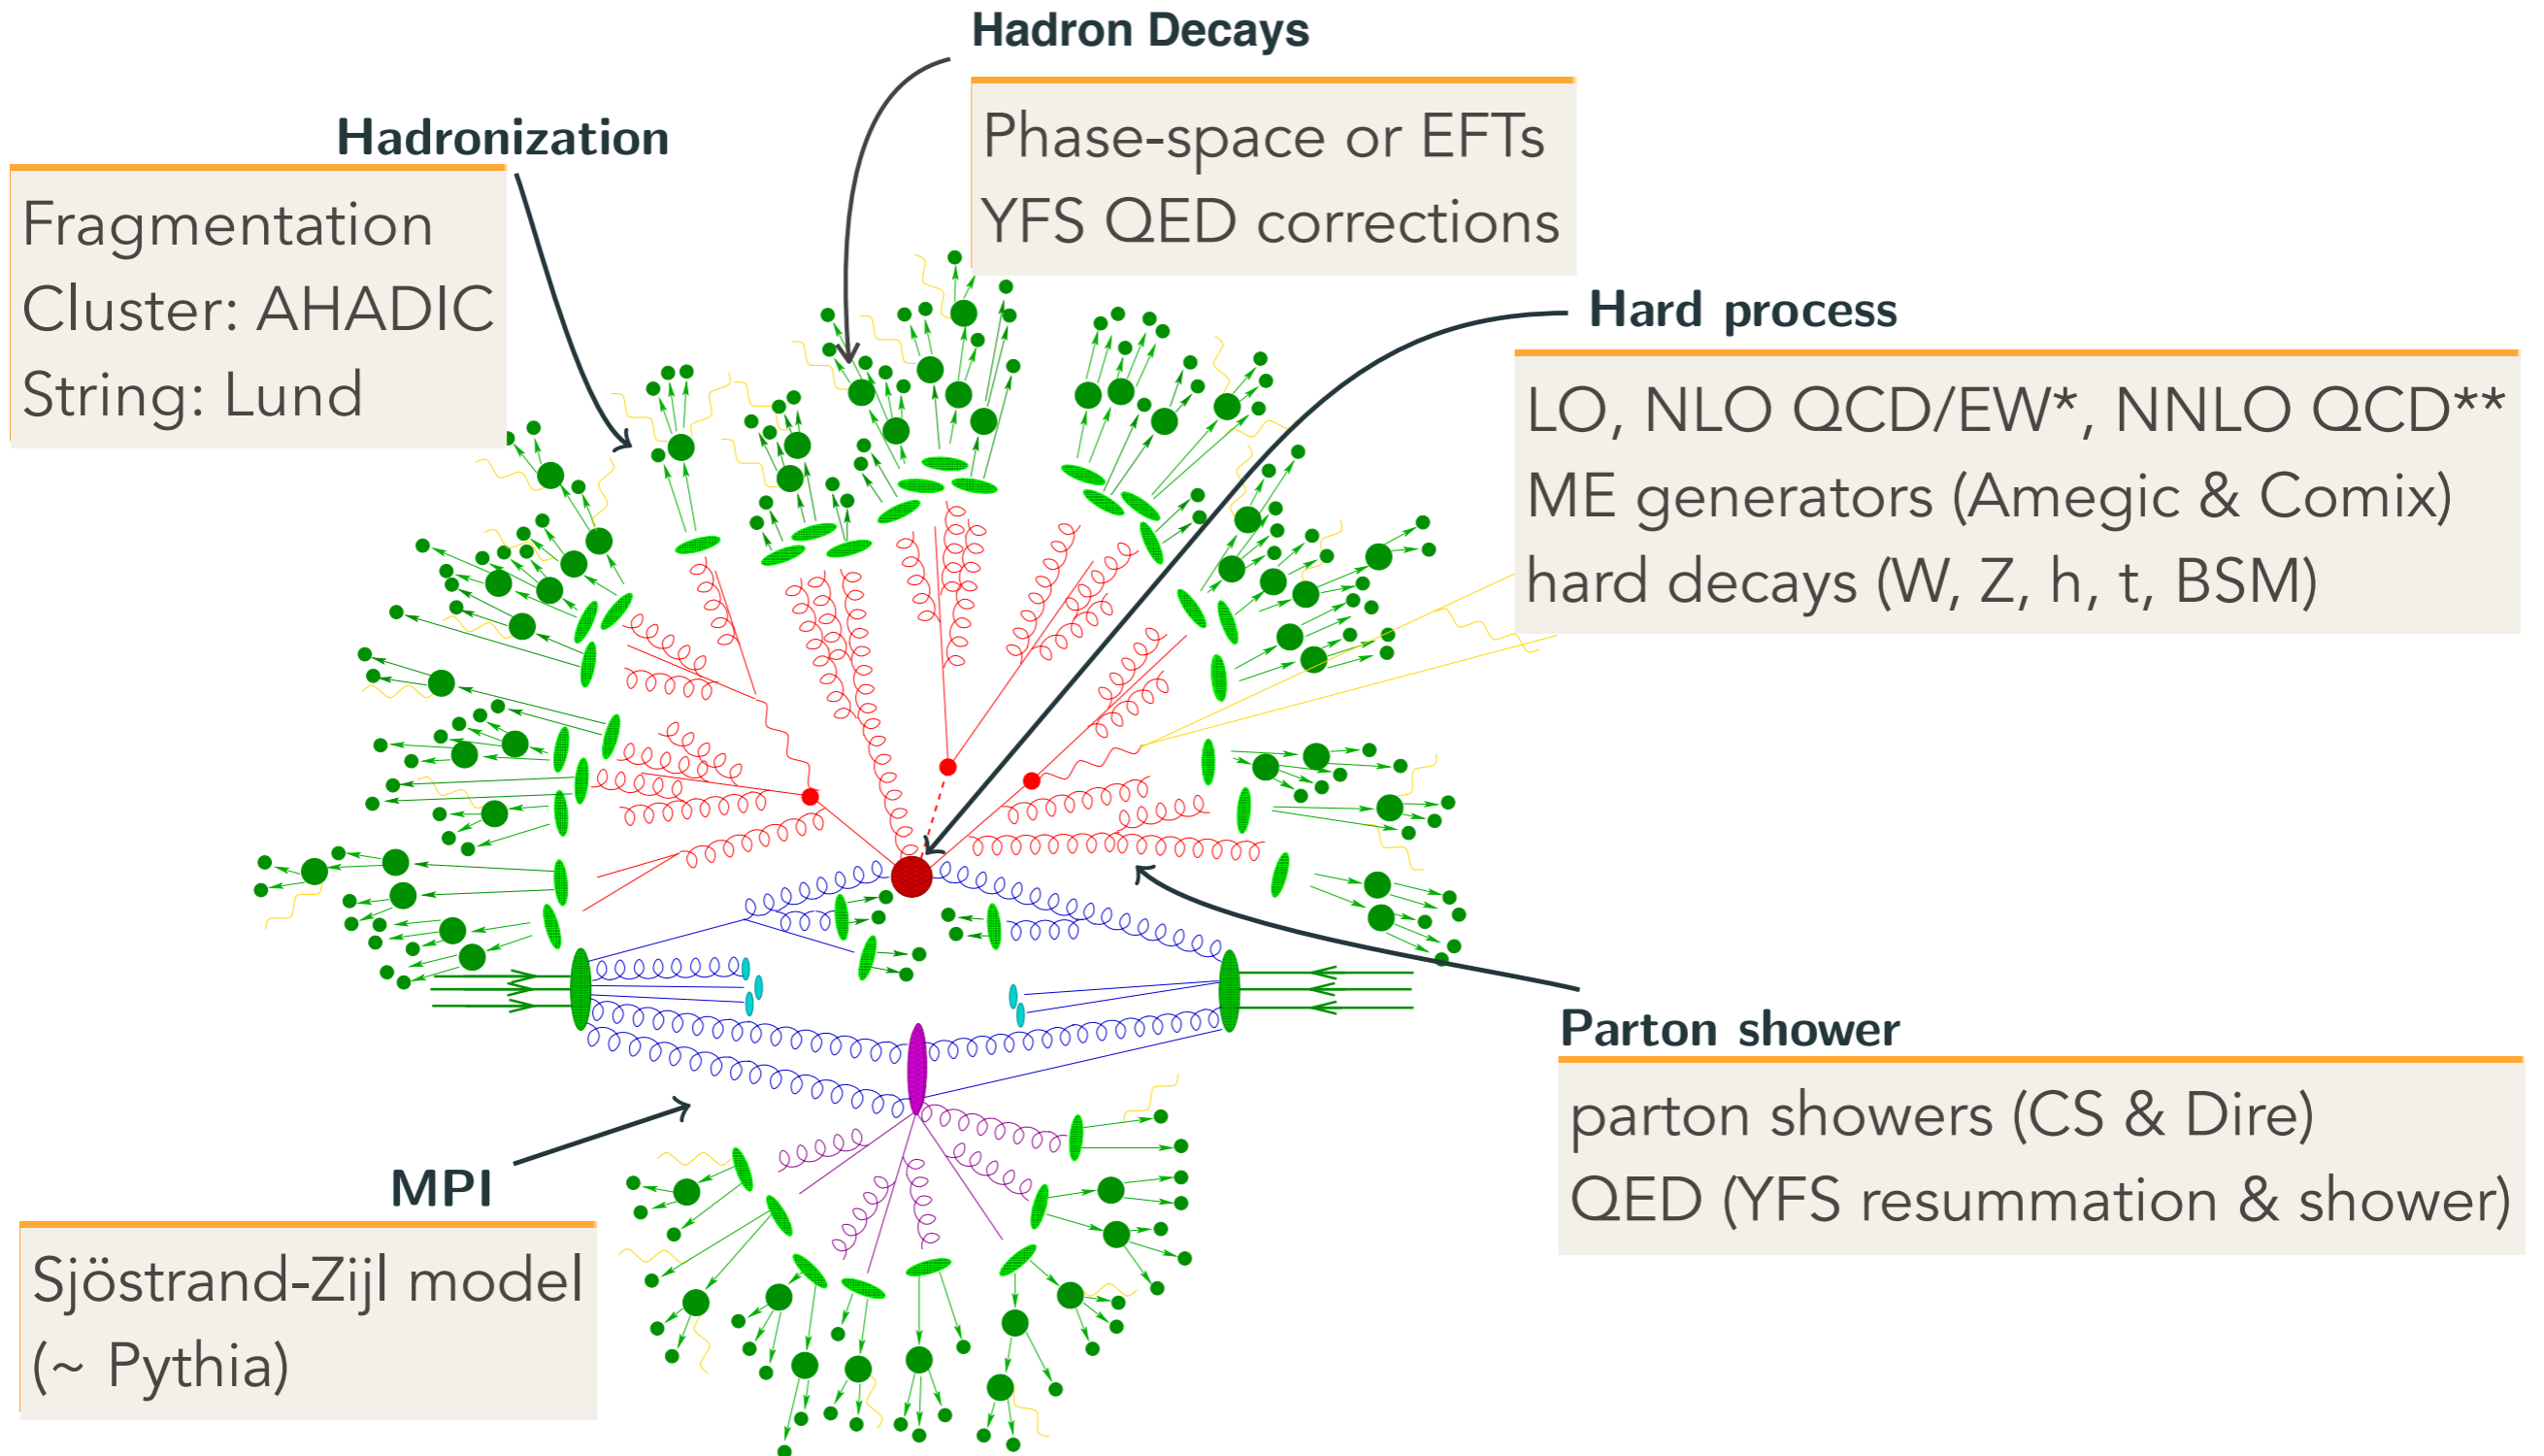 Hadron Decays
Phase-space or EFTs
YFS QED corrections
Hadronization
Fragmentation
Cluster: AHADIC
String: Lund
Hard process
LO, NLO QCD/EW*, NNLO QCD**
ME generators (Amegic & Comix)
hard decays (W, Z, h, t, BSM)
Parton shower
parton showers (CS & Dire)
QED (YFS resummation & shower)
MPI
Sjöstrand-Zijl model
(~ Pythia)